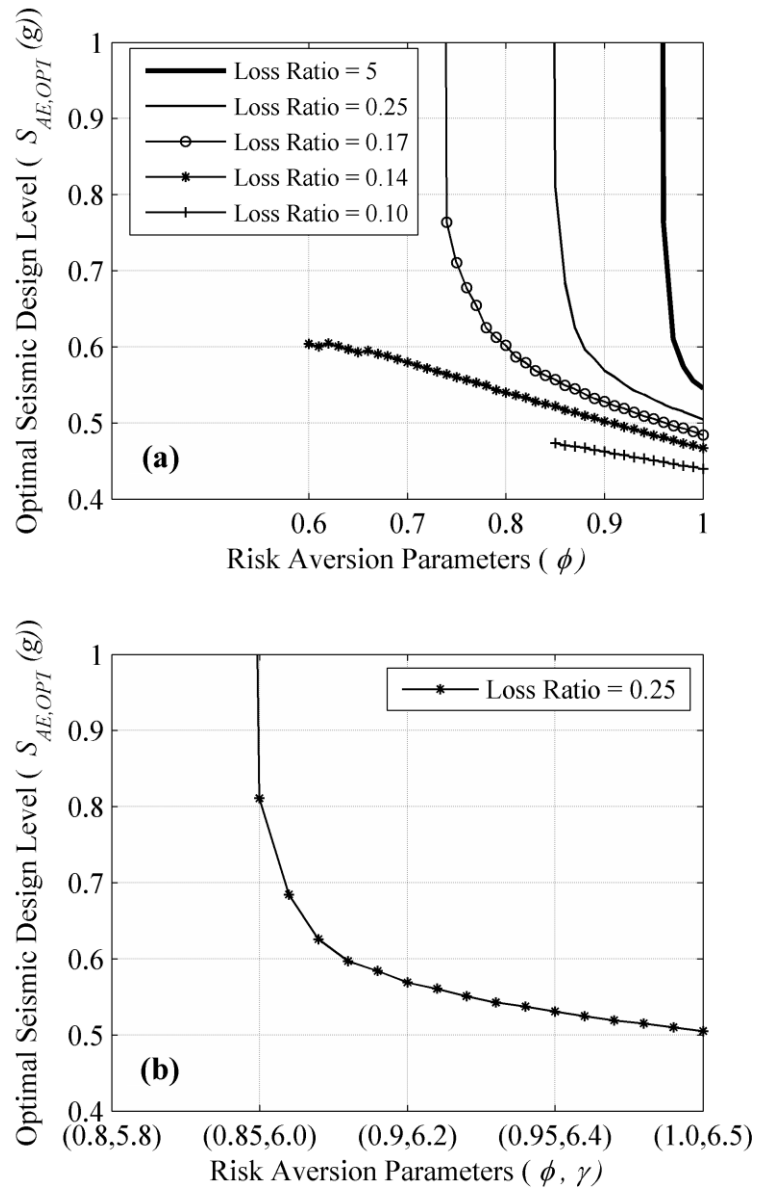 Optimal Seismic Design Level ( S_{AE,OPT} (g)
1
0.9
0.8
0.7
0.6
0.5
0.4
Loss Ratio = 5
Loss Ratio = 0.25
Loss Ratio = 0.17
Loss Ratio = 0.14
Loss Ratio = 0.10
(a)
0.6 0.7 0.8 0.9 1
Risk Aversion Parameters ( ϕ)
Optimal Seismic Design Level ( S_{AE,OPT} (g)
1
0.9
0.8
0.7
0.6
0.5
0.4
Loss Ratio = 0.25
(b)
(0.8,5.8) (0.85,6.0) (0.9,6.2) (0.95,6.4) (1.0,6.5)
Risk Aversion Parameters ( ϕ, γ)